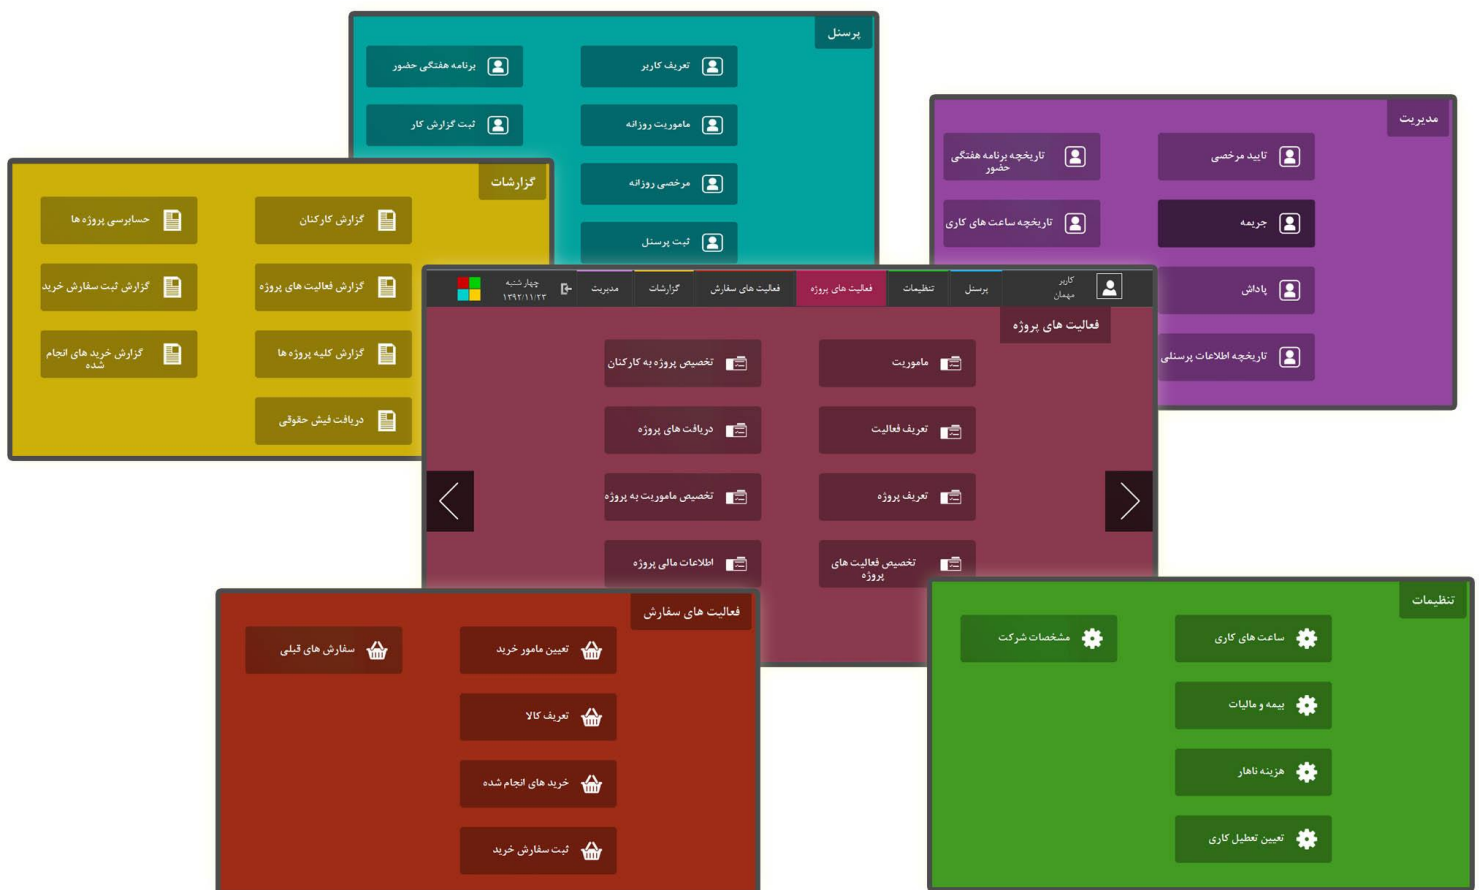 پرسنل
تعریف کاربر
برنامه هفتگی حضور
ماموریت روزانه
ثبت گزارش کار
مرخصی روزانه
ثبت پرسنل
مدیریت
تایید مرخصی
تاریخچه برنامه هفتگی
حضور
جریمه
تاریخچه ساعت های کاری
پاداش
تاریخچه اطلاعات پرسنلی
گزارشات
گزارش کارکنان
حسابرسی پروژه ها
گزارش فعالیت های پروژه
گزارش ثبت سفارش خرید
گزارش کلیه پروژه ها
گزارش خرید های انجام
شده
دریافت فیش حقوقی
کاربر
مهمان
پرسنل
تنظیمات
فعالیت های پروژه
فعالیت های سفارش
گزارشات
مدیریت
چهار شنبه
۱۳۹۲/۱۱/۲۳
فعالیت های پروژه
ماموریت
تخصیص پروژه به کارکنان
تعریف فعالیت
دریافت های پروژه
تعریف پروژه
تخصیص ماموریت به پروژه
تخصیص فعالیت های
پروژه
اطلاعات مالی پروژه
فعالیت های سفارش
تعیین مامور خرید
سفارش های قبلی
تعریف کالا
خرید های انجام شده
ثبت سفارش خرید
تنظیمات
ساعت های کاری
مشخصات شرکت
بیمه و مالیات
هزینه ناهار
تعیین تعطیل کاری